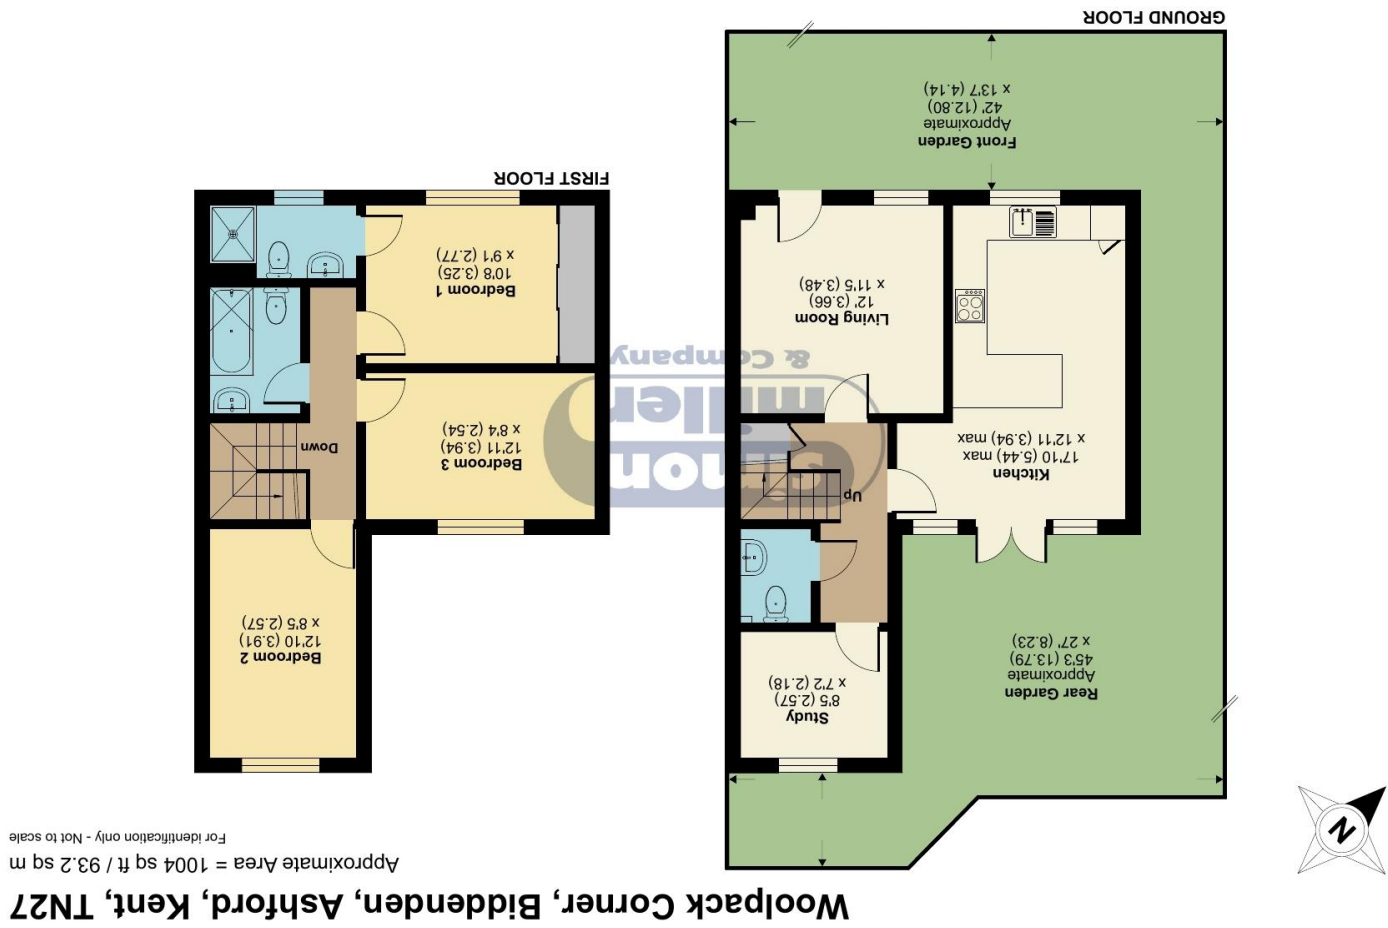 Woolpack Corner, Biddenden, Ashford, Kent, TN27
Approximate Area = 1004 sq ft / 93.2 sq m
For identification only - Not to scale
N
Rear Garden
Approximate
45'3 (13.79)
x 27' (8.23)
Study
8'5 (2.57)
x 7'2 (2.18)
Up
Kitchen
17'10 (5.44) max
x 12'11 (3.94) max
Living Room
12' (3.66)
x 11'5 (3.48)
Front Garden
Approximate
42' (12.80)
x 13'7 (4.14)
GROUND FLOOR
Bedroom 2
12'10 (3.91)
x 8'5 (2.57)
Down
Bedroom 3
12'11 (3.94)
x 8'4 (2.54)
Bedroom 1
10'8 (3.25)
x 9'1 (2.77)
FIRST FLOOR
simon
miller
& Company